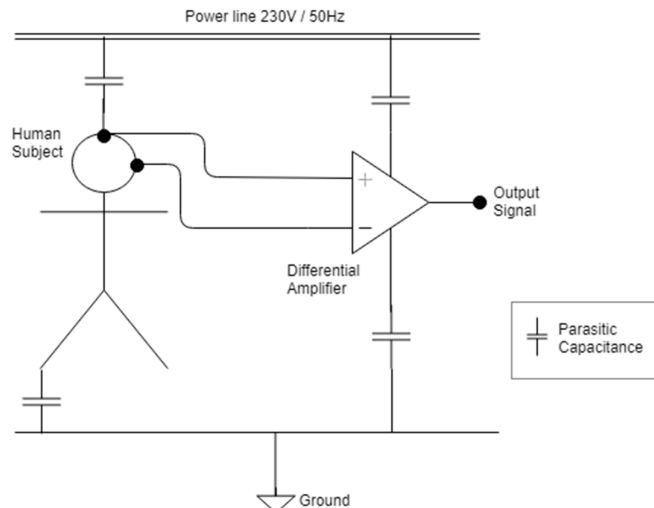 Power line 230V / 50Hz
Human
Subject
+
−
Output
Signal
Differential
Amplifier
Parasitic
Capacitance
Ground